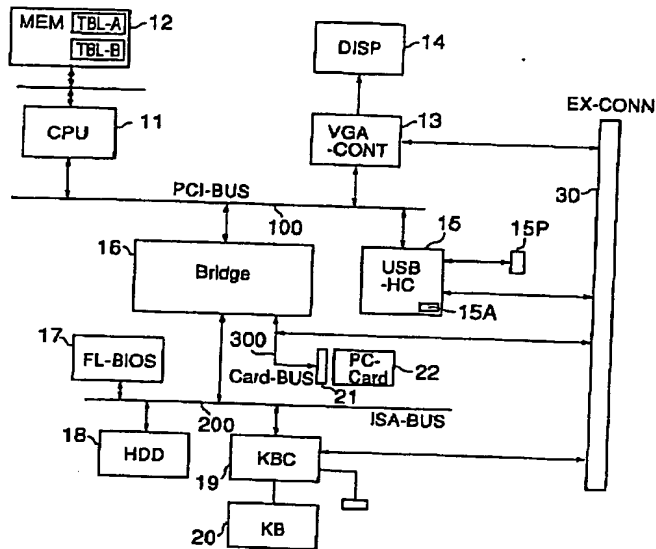 MEM
TBL-A
TBL-B
12
DISP
14
CPU
11
VGA
-CONT
13
EX-CONN
30
PCI-BUS
100
16
Bridge
15
USB
-HC
15A
15P
17
FL-BIOS
300
Card-BUS
21
PC-
Card
22
200
ISA-BUS
18
HDD
19
KBC
20
KB